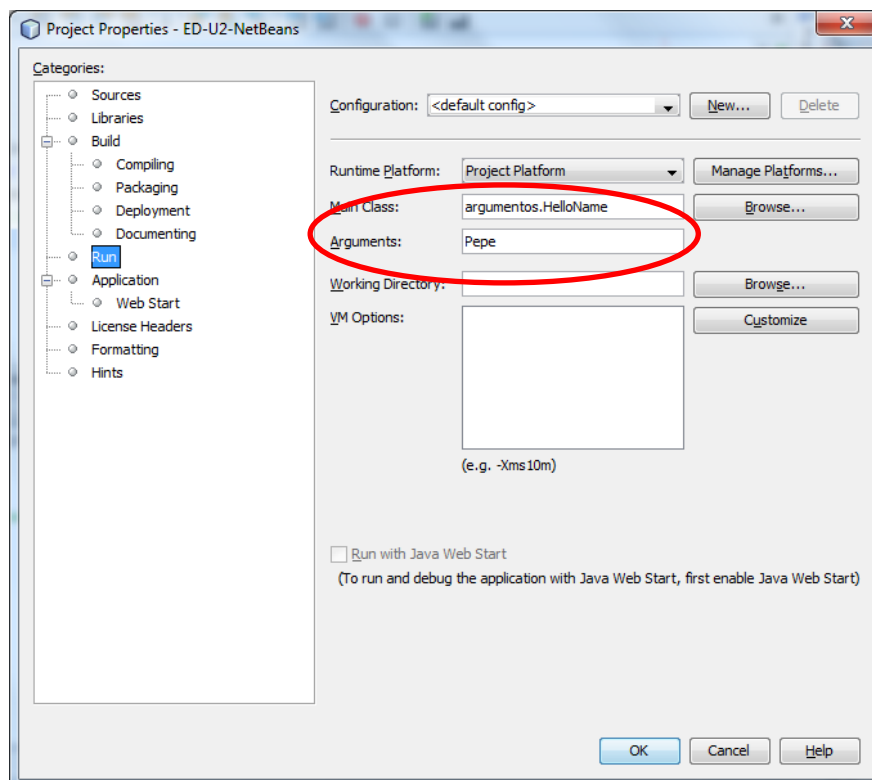 Project Properties - ED-U2-NetBeans
Categories:
Sources
Libraries
Build
Compiling
Packaging
Deployment
Documenting
Run
Application
Web Start
License Headers
Formatting
Hints
Configuration: <default config> New... Delete
Runtime Platform: Project Platform Manage Platforms...
Main Class: argumentos.HelloName Browse...
Arguments: Pepe
Working Directory: Browse...
VM Options: Customize
(e.g. -Xms10m)
Run with Java Web Start
(To run and debug the application with Java Web Start, first enable Java Web Start)
OK Cancel Help